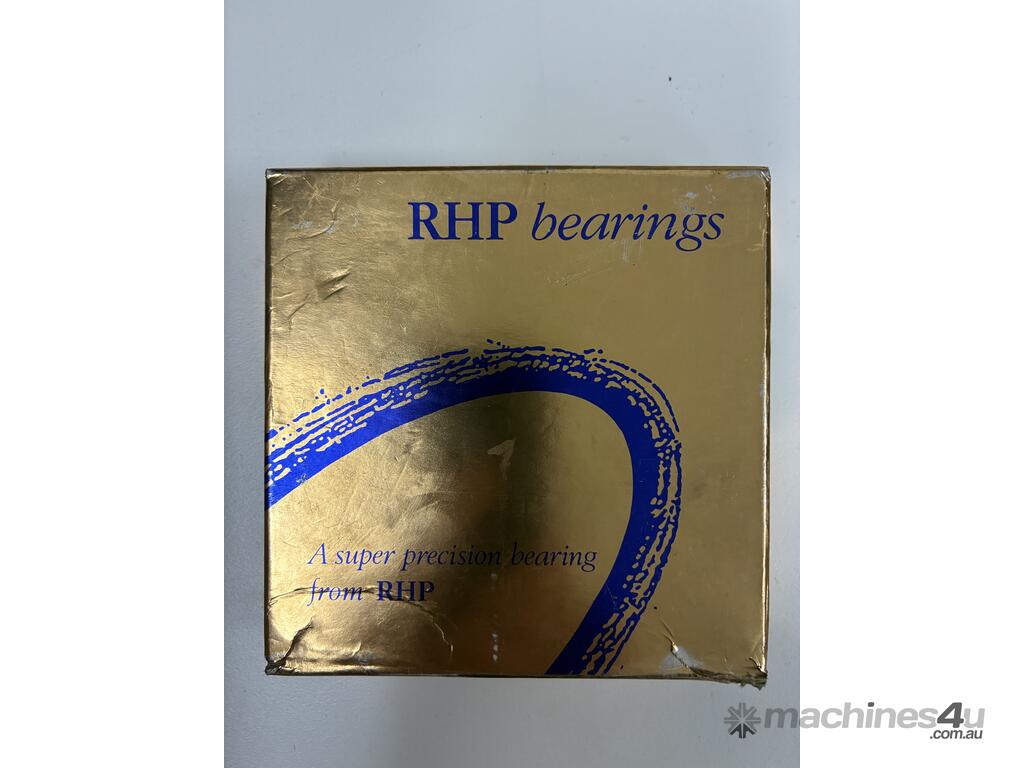 RHP bearings
A super precision bearing
from RHP
machines4u
.com.au